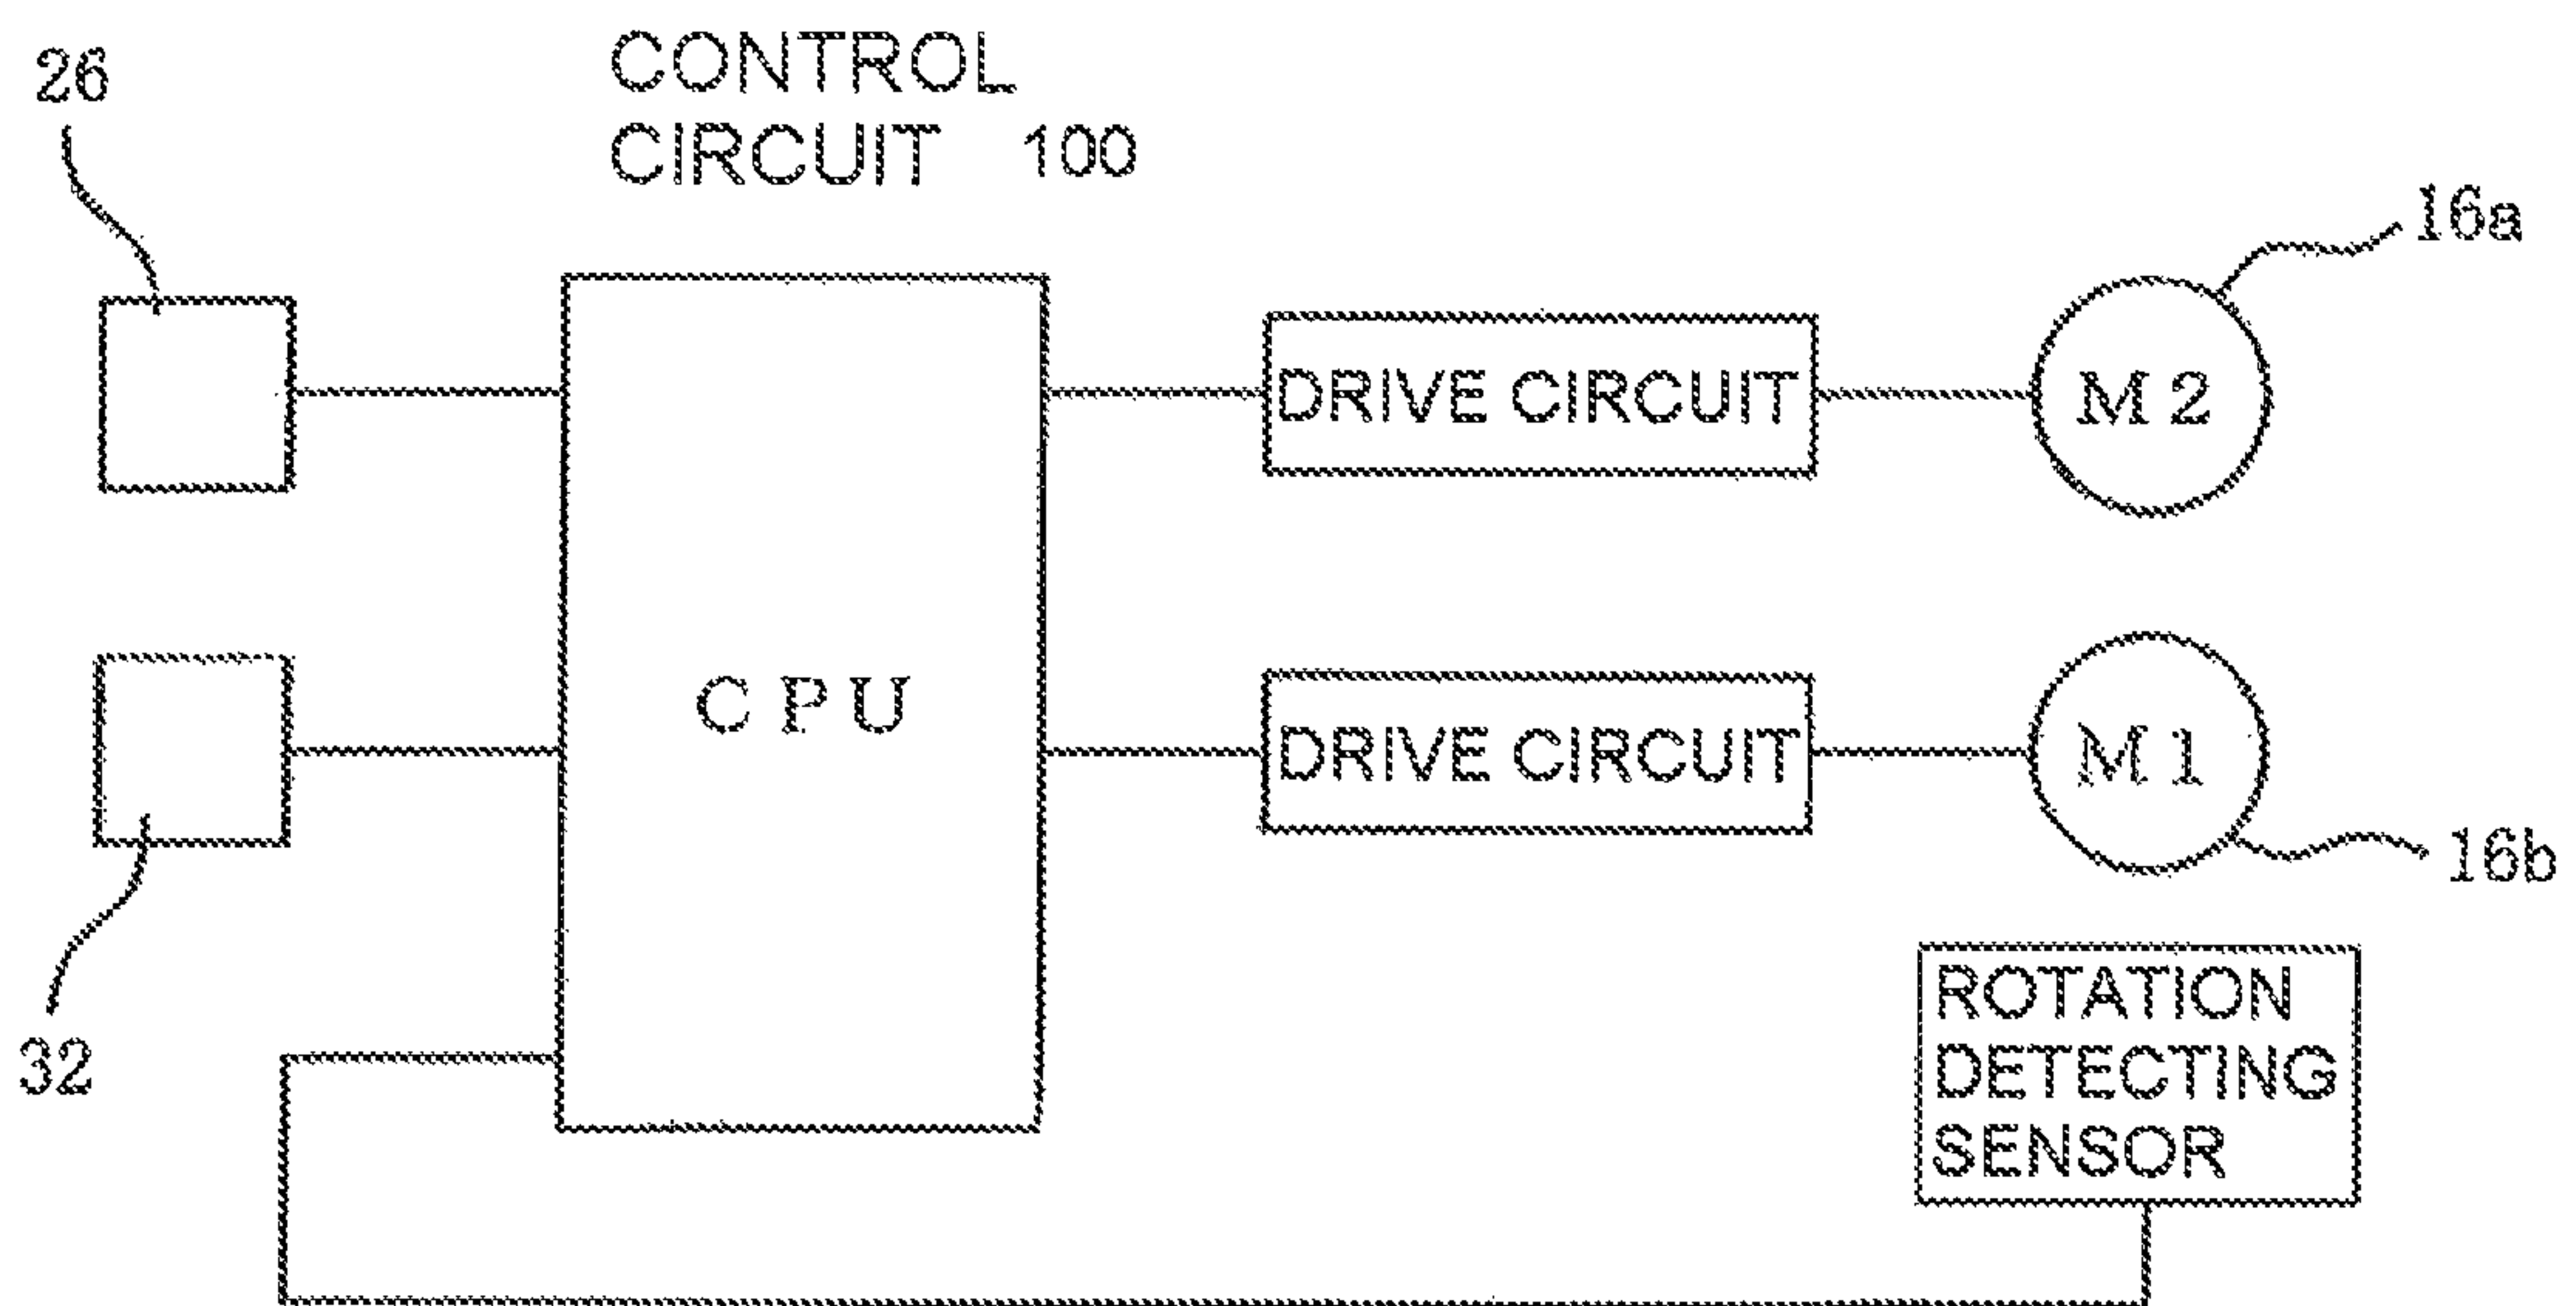 26
CONTROL
CIRCUIT 100
16a
DRIVE CIRCUIT
M2
CPU
DRIVE CIRCUIT
M1
16b
32
ROTATION
DETECTING
SENSOR